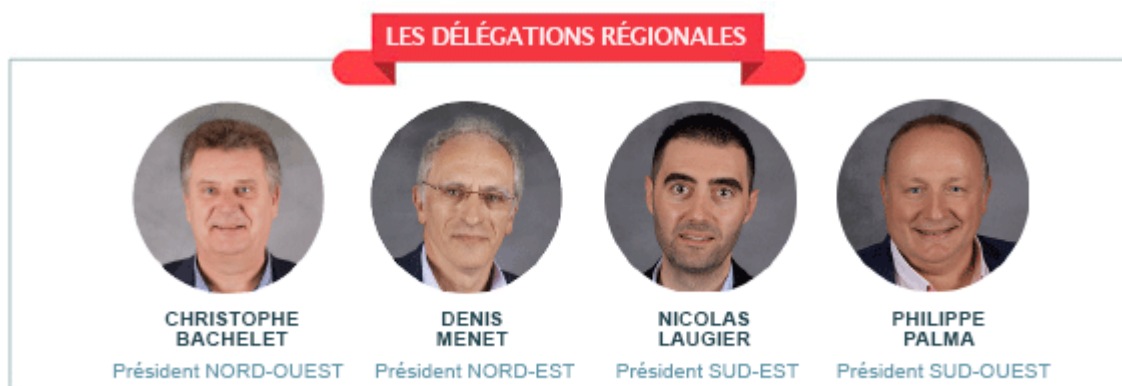 LES DÉLÉGATIONS RÉGIONALES
CHRISTOPHE
BACHELET
Président NORD-OUEST
DENIS
MENET
Président NORD-EST
NICOLAS
LAUGIER
Président SUD-EST
PHILIPPE
PALMA
Président SUD-OUEST